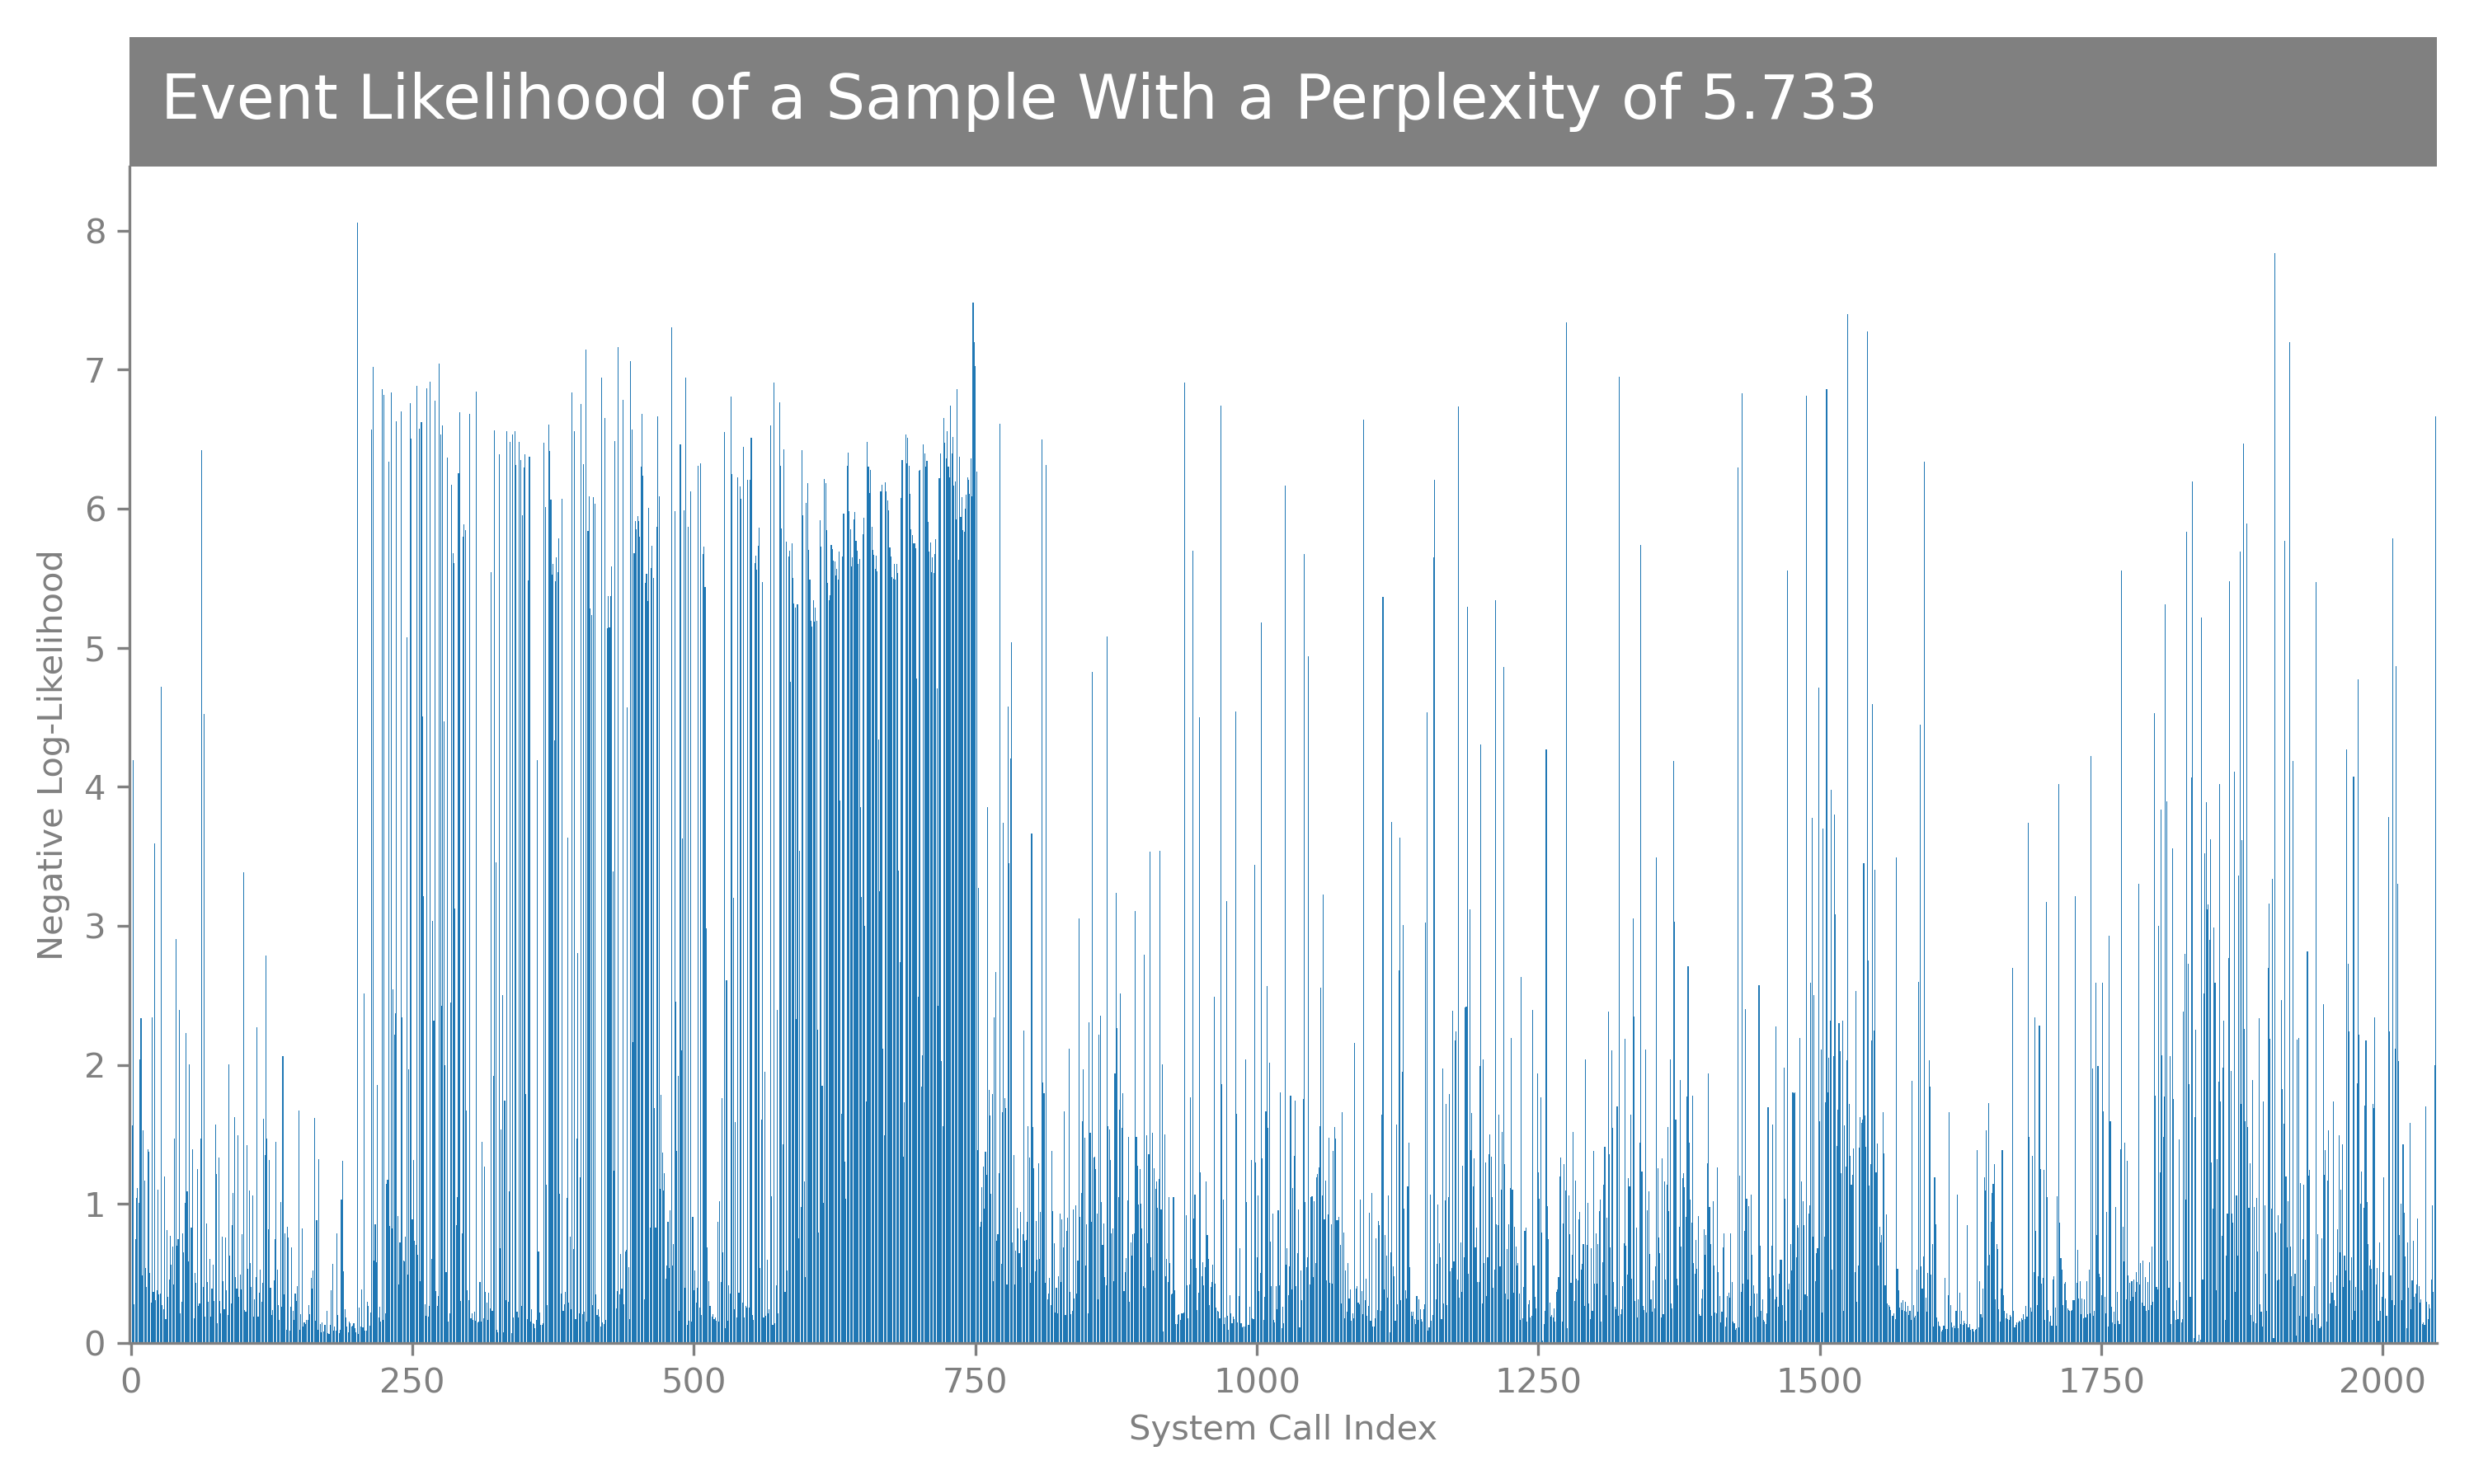 Event Likelihood of a Sample With a Perplexity of 5.733
8
7
6
5
4
3
2
1
0
Negative Log-Likelihood
0 250 500 750 1000 1250 1500 1750 2000
System Call Index